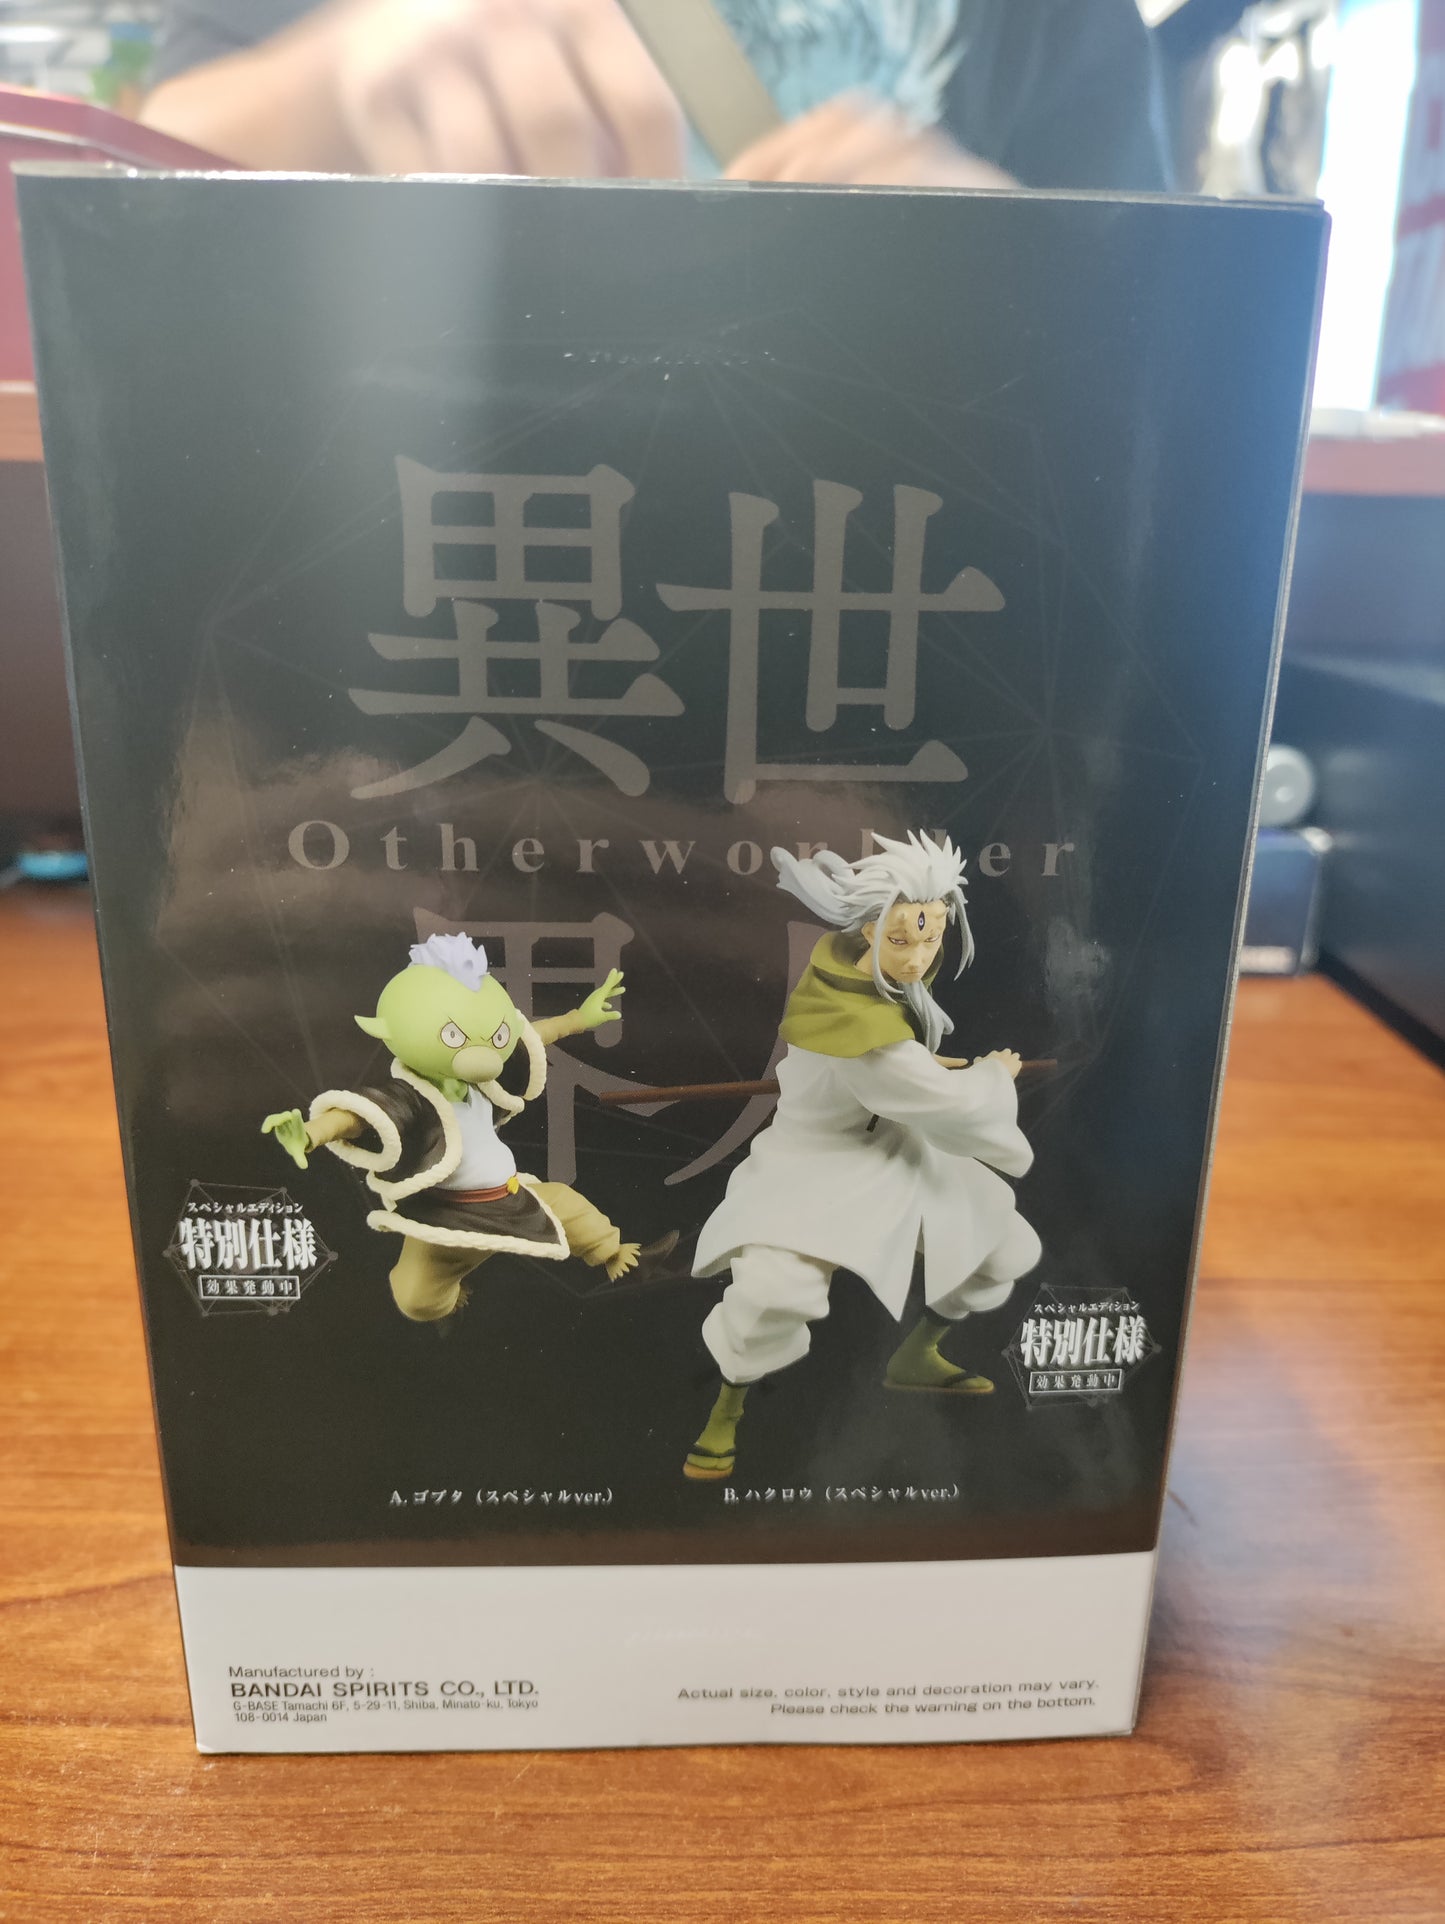 異世
Otherworlder
界人
スペシャルエディション
特別仕様
効果発動中
スペシャルエディション
特別仕様
効果発動中
A.ゴブタ（スペシャルver.）
B.ハクロウ（スペシャルver.）
Manufactured by :
BANDAI SPIRITS CO., LTD.
G-BASE Tamachi 6F, 5-29-11, Shiba, Minato-ku, Tokyo
108-0014 Japan
Actual size, color, style and decoration may vary.
Please check the warning on the bottom.